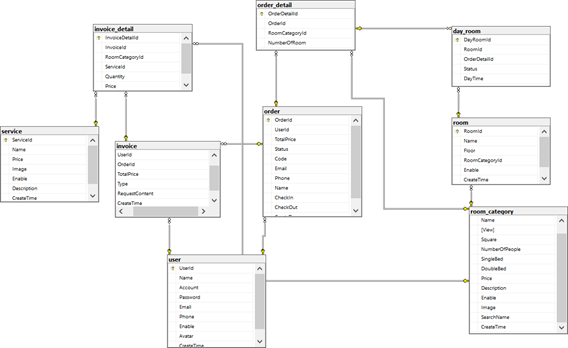 order_detail
OrderDetailId
OrderId
RoomCategoryId
NumberOfRoom
invoice_detail
InvoiceDetailId
InvoiceId
RoomCategoryId
ServiceId
Quantity
Price
day_room
DayRoomId
RoomId
OrderDetailId
Status
DayTime
service
ServiceId
Name
Price
Image
Enable
Description
CreateTime
invoice
UserId
OrderId
TotalPrice
Type
RequestContent
CreateTime
order
OrderId
UserId
TotalPrice
Status
Code
Email
Phone
Name
CheckIn
CheckOut
room
RoomId
Name
Floor
RoomCategoryId
Enable
CreateTime
room_category
Name
[View]
Square
NumberOfPeople
SingleBed
DoubleBed
Price
Description
Enable
Image
SearchName
CreateTime
user
UserId
Name
Account
Password
Email
Phone
Enable
Avatar
CreateTime